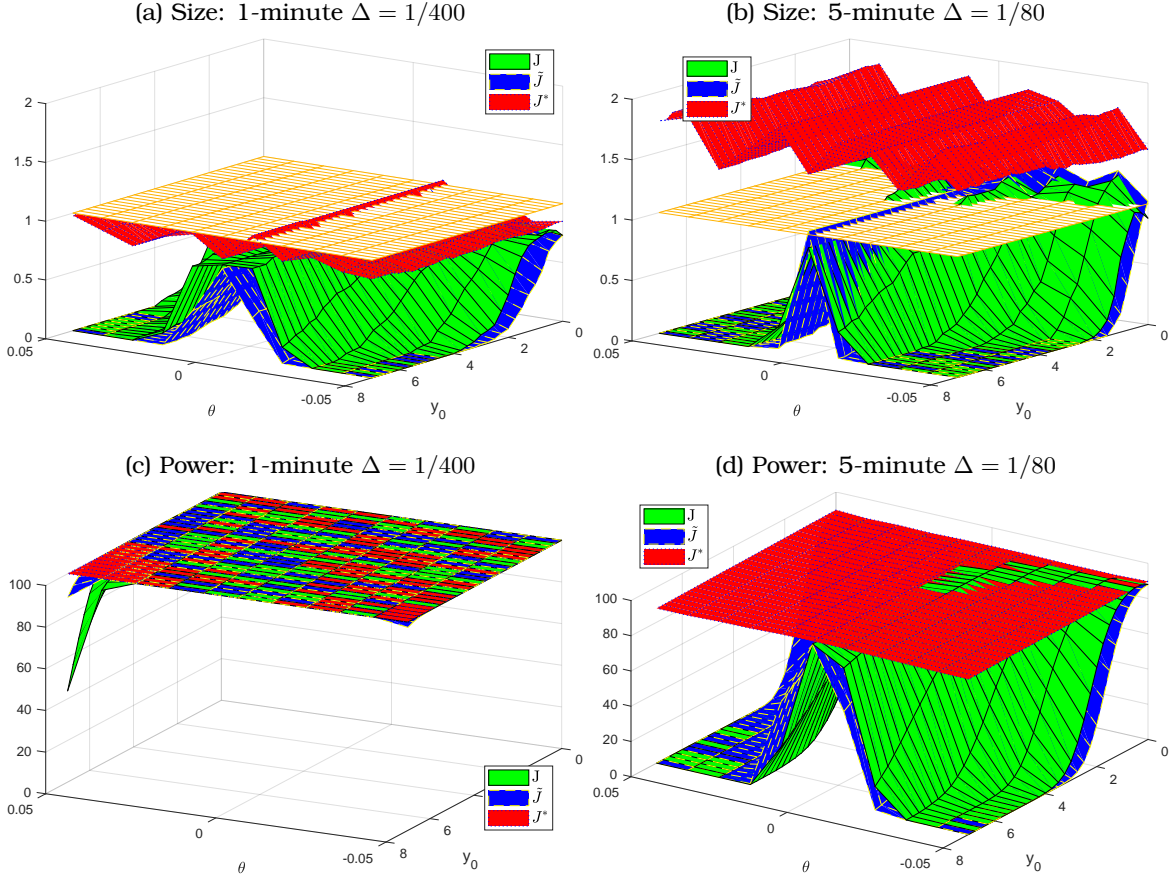 (a) Size: 1-minute Δ = 1/400
J
J̃
J*
2
1.5
1
0.5
0
0.05
0
-0.05
θ
8
6
4
2
0
y₀
(b) Size: 5-minute Δ = 1/80
J
J̃
J*
2
1.5
1
0.5
0
0.05
0
-0.05
θ
8
6
4
2
0
y₀
(c) Power: 1-minute Δ = 1/400
100
80
60
40
20
0
0.05
0
-0.05
θ
8
6
0
y₀
J
J̃
J*
(d) Power: 5-minute Δ = 1/80
J
J̃
J*
100
80
60
40
20
0
0.05
0
-0.05
θ
8
6
4
2
0
y₀